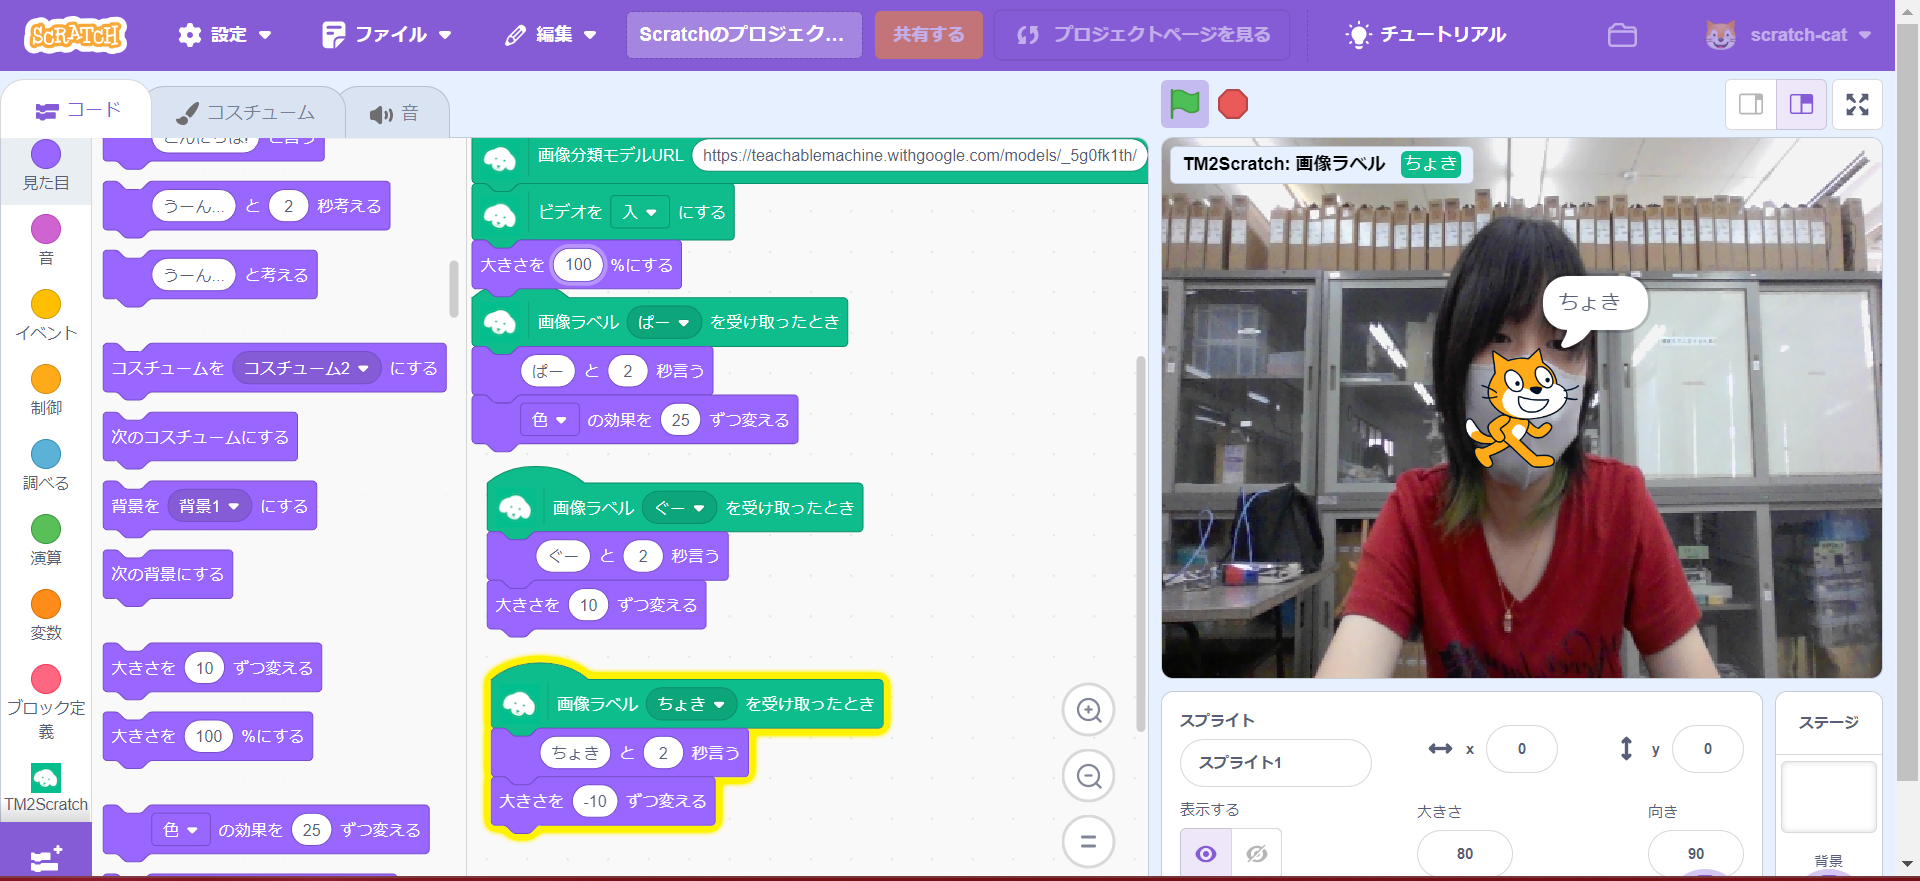 SCRATCH 設定 ファイル 編集 Scratchのプロジェク... 共有する プロジェクトページを見る チュートリアル scratch-cat
コード コスチューム 音
見た目
音
イベント
制御
調べる
演算
変数
ブロック定
義
TM2Scratch
うーん... と 2 秒考える
うーん... と考える
コスチュームを コスチューム2 にする
次のコスチュームにする
背景を 背景1 にする
次の背景にする
大きさを 10 ずつ変える
大きさを 100 %にする
色 の効果を 25 ずつ変える
画像分類モデルURL https://teachablemachine.withgoogle.com/models/_5g0fk1th/
ビデオを 入 にする
大きさを 100 %にする
画像ラベル ぱー を受け取ったとき
ぱー と 2 秒言う
色 の効果を 25 ずつ変える
画像ラベル ぐー を受け取ったとき
ぐー と 2 秒言う
大きさを 10 ずつ変える
画像ラベル ちょき を受け取ったとき
ちょき と 2 秒言う
大きさを -10 ずつ変える
TM2Scratch: 画像ラベル ちょき
ちょき
スプライト
スプライト1 x 0 y 0
表示する 大きさ 向き
80 90
ステージ
背景